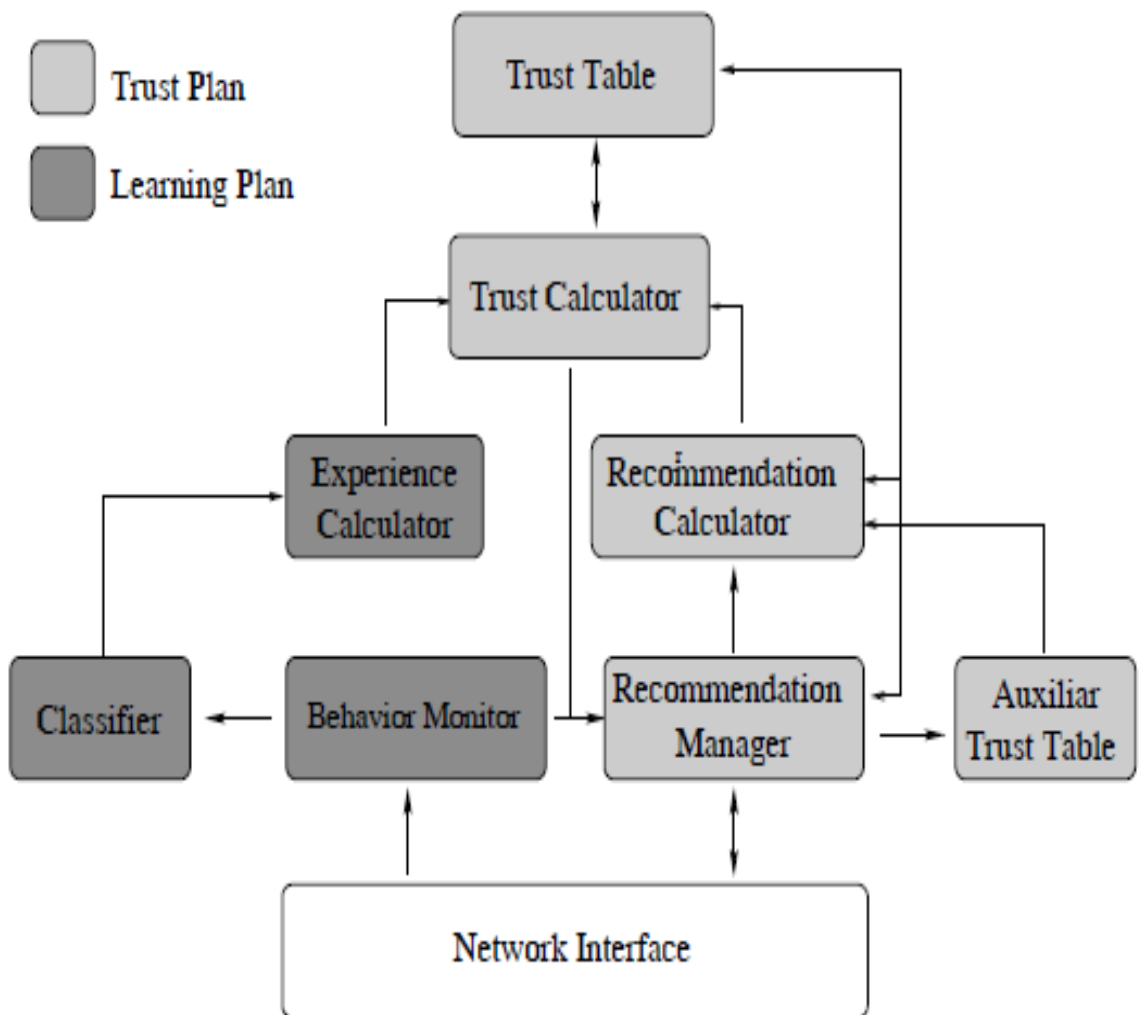 Trust Table
Trust Plan
Learning Plan
Trust Calculator
Experience
Calculator
Recommendation
Calculator
Classifier
Behavior Monitor
Recommendation
Manager
Auxiliar
Trust Table
Network Interface